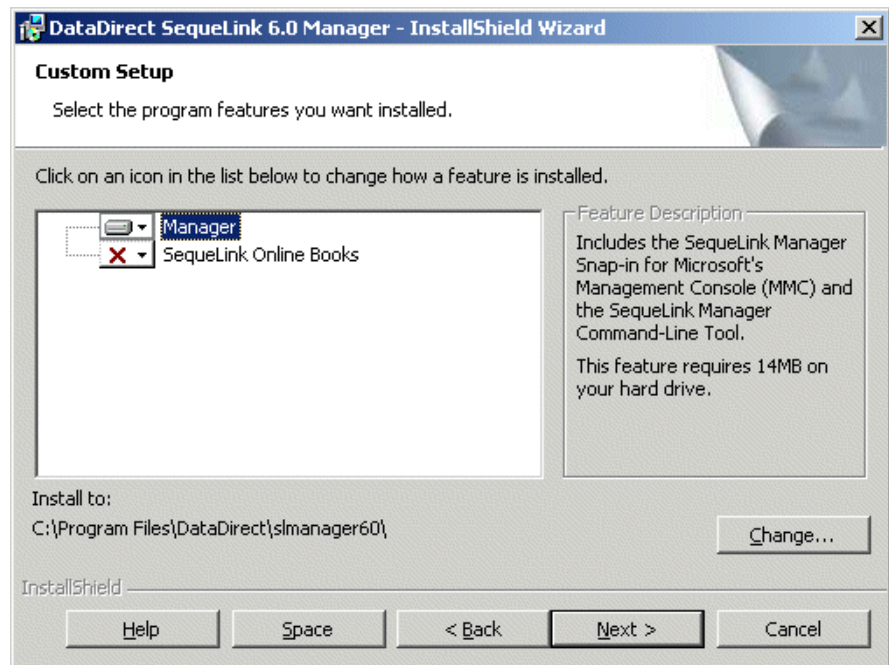 DataDirect SequeLink 6.0 Manager - InstallShield Wizard
Custom Setup
Select the program features you want installed.
Click on an icon in the list below to change how a feature is installed.
Manager
SequeLink Online Books
Feature Description
Includes the SequeLink Manager
Snap-in for Microsoft's
Management Console (MMC) and
the SequeLink Manager
Command-Line Tool.
This feature requires 14MB on
your hard drive.
Install to:
C:\Program Files\DataDirect\slmanager60\
Change...
InstallShield
Help
Space
< Back
Next >
Cancel